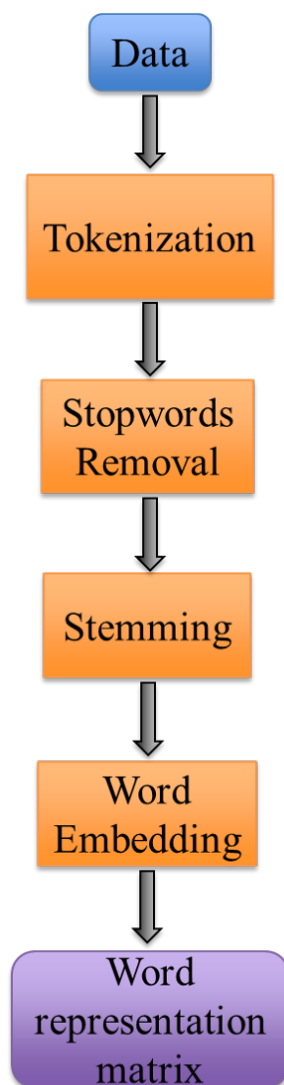 Data
Tokenization
Stopwords
Removal
Stemming
Word
Embedding
Word
representation
matrix